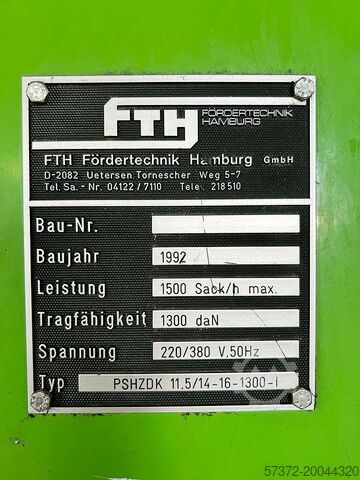 FTH FÖRDERTECHNIK
HAMBURG
FTH Fördertechnik Hamburg GmbH
D-2082 Uetersen, Tornescher Weg 5-7
Tel. Sa.- Nr. 04122 / 7110 Tele.: 218510
Bau-Nr.
Baujahr 1992
Leistung 1500 Sack/h max.
Tragfähigkeit 1300 daN
Spannung 220/380 V.50Hz
Typ PSHZDK 11.5/14-16-1300-I
57372-20044320